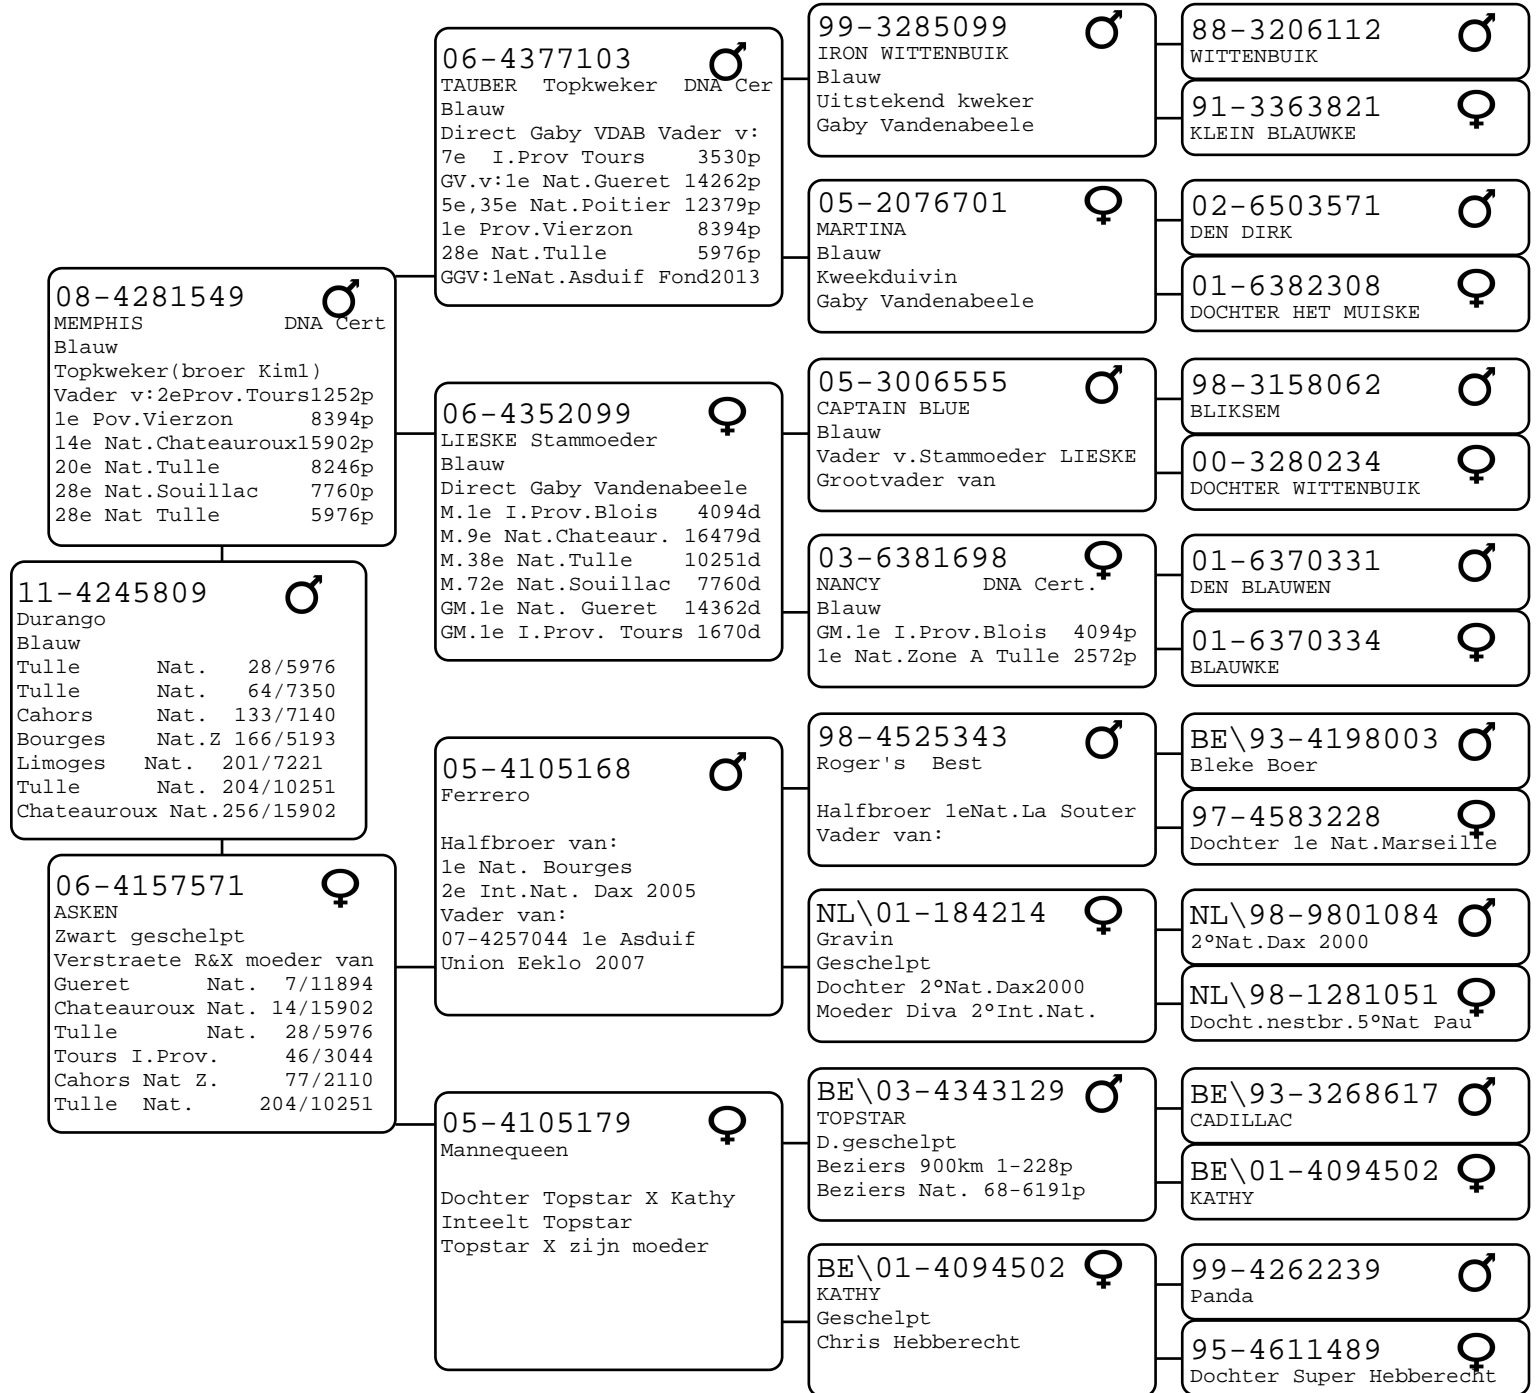 11-4245809
Durango
Blauw
Tulle Nat. 28/5976
Tulle Nat. 64/7350
Cahors Nat. 133/7140
Bourges Nat.Z 166/5193
Limoges Nat. 201/7221
Tulle Nat. 204/10251
Chateauroux Nat.256/15902
08-4281549 ♂
MEMPHIS DNA Cert
Blauw
Topkweker(broer Kim1)
Vader v:2eProv.Tours1252p
1e Pov.Vierzon 8394p
14e Nat.Chateauroux15902p
20e Nat.Tulle 8246p
28e Nat.Souillac 7760p
28e Nat Tulle 5976p
06-4157571 ♀
ASKEN
Zwart geschelpt
Verstraete R&X moeder van
Gueret Nat. 7/11894
Chateauroux Nat. 14/15902
Tulle Nat. 28/5976
Tours I.Prov. 46/3044
Cahors Nat Z. 77/2110
Tulle Nat. 204/10251
06-4377103 ♂
TAUBER Topkweker DNA Cer
Blauw
Direct Gaby VDAB Vader v:
7e I.Prov Tours 3530p
GV.v:1e Nat.Gueret 14262p
5e,35e Nat.Poitier 12379p
1e Prov.Vierzon 8394p
28e Nat.Tulle 5976p
GGV:1eNat.Asduif Fond2013
06-4352099 ♀
LIESKE Stammoeder
Blauw
Direct Gaby Vandenabeele
M.1e I.Prov.Blois 4094d
M.9e Nat.Chateaur. 16479d
M.38e Nat.Tulle 10251d
M.72e Nat.Souillac 7760d
GM.1e Nat. Gueret 14362d
GM.1e I.Prov. Tours 1670d
05-4105168 ♂
Ferrero
Halfbroer van:
1e Nat. Bourges
2e Int.Nat. Dax 2005
Vader van:
07-4257044 1e Asduif
Union Eeklo 2007
05-4105179 ♀
Mannequeen
Dochter Topstar X Kathy
Inteelt Topstar
Topstar X zijn moeder
99-3285099 ♂
IRON WITTENBUIK
Blauw
Uitstekend kweker
Gaby Vandenabeele
05-2076701 ♀
MARTINA
Blauw
Kweekduivin
Gaby Vandenabeele
05-3006555 ♂
CAPTAIN BLUE
Blauw
Vader v.Stammoeder LIESKE
Grootvader van
03-6381698 ♀
NANCY DNA Cert.
Blauw
GM.1e I.Prov.Blois 4094p
1e Nat.Zone A Tulle 2572p
98-4525343 ♂
Roger's Best
Halfbroer 1eNat.La Souter
Vader van:
NL\01-184214 ♀
Gravin
Geschelpt
Dochter 2°Nat.Dax2000
Moeder Diva 2°Int.Nat.
BE\03-4343129 ♂
TOPSTAR
D.geschelpt
Beziers 900km 1-228p
Beziers Nat. 68-6191p
BE\01-4094502 ♀
KATHY
Geschelpt
Chris Hebberecht
88-3206112 ♂
WITTENBUIK
91-3363821 ♀
KLEIN BLAUWKE
02-6503571 ♂
DEN DIRK
01-6382308 ♀
DOCHTER HET MUISKE
98-3158062 ♂
BLIKSEM
00-3280234 ♀
DOCHTER WITTENBUIK
01-6370331 ♂
DEN BLAUWEN
01-6370334 ♀
BLAUWKE
BE\93-4198003 ♂
Bleke Boer
97-4583228 ♀
Dochter 1e Nat.Marseille
NL\98-9801084 ♂
2°Nat.Dax 2000
NL\98-1281051 ♀
Docht.nestbr.5°Nat Pau
BE\93-3268617 ♂
CADILLAC
BE\01-4094502 ♀
KATHY
99-4262239 ♂
Panda
95-4611489 ♀
Dochter Super Hebberecht